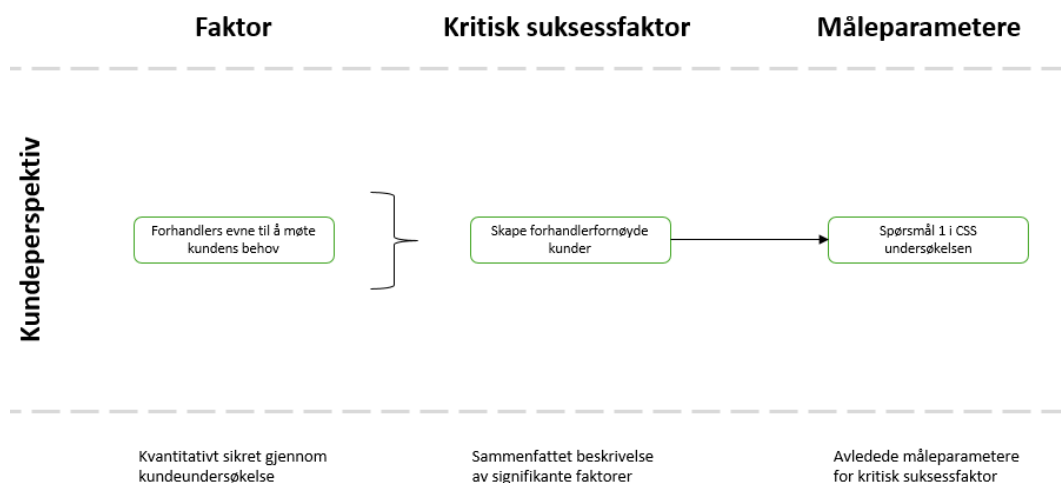 Faktor
Kritisk suksessfaktor
Måleparametere
Kundeperspektiv
Forhandlers evne til å møte
kundens behov
Skape forhandlerfornøyde
kunder
Spørsmål 1 i CSS
undersøkelsen
Kvantitativt sikret gjennom
kundeundersøkelse
Sammenfattet beskrivelse
av signifikante faktorer
Avledede måleparametere
for kritisk suksessfaktor